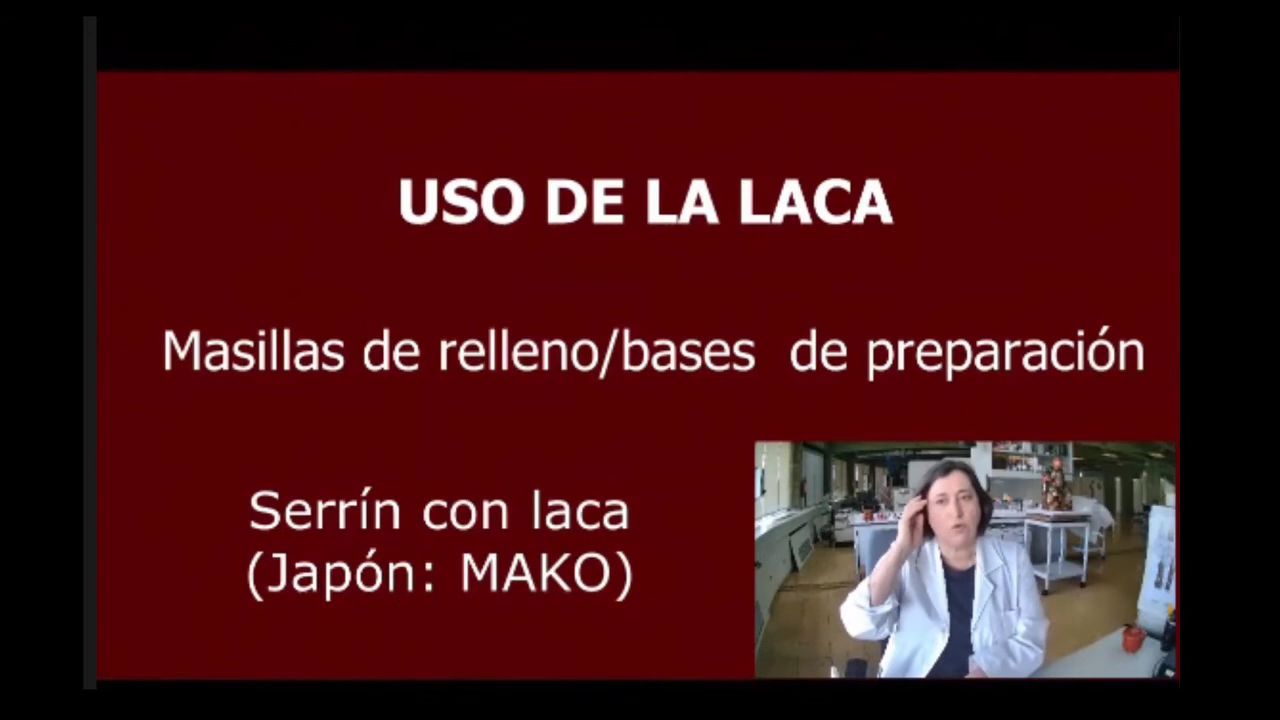 USO DE LA LACA
Masillas de relleno/bases de preparación
Serrín con laca
(Japón: MAKO)